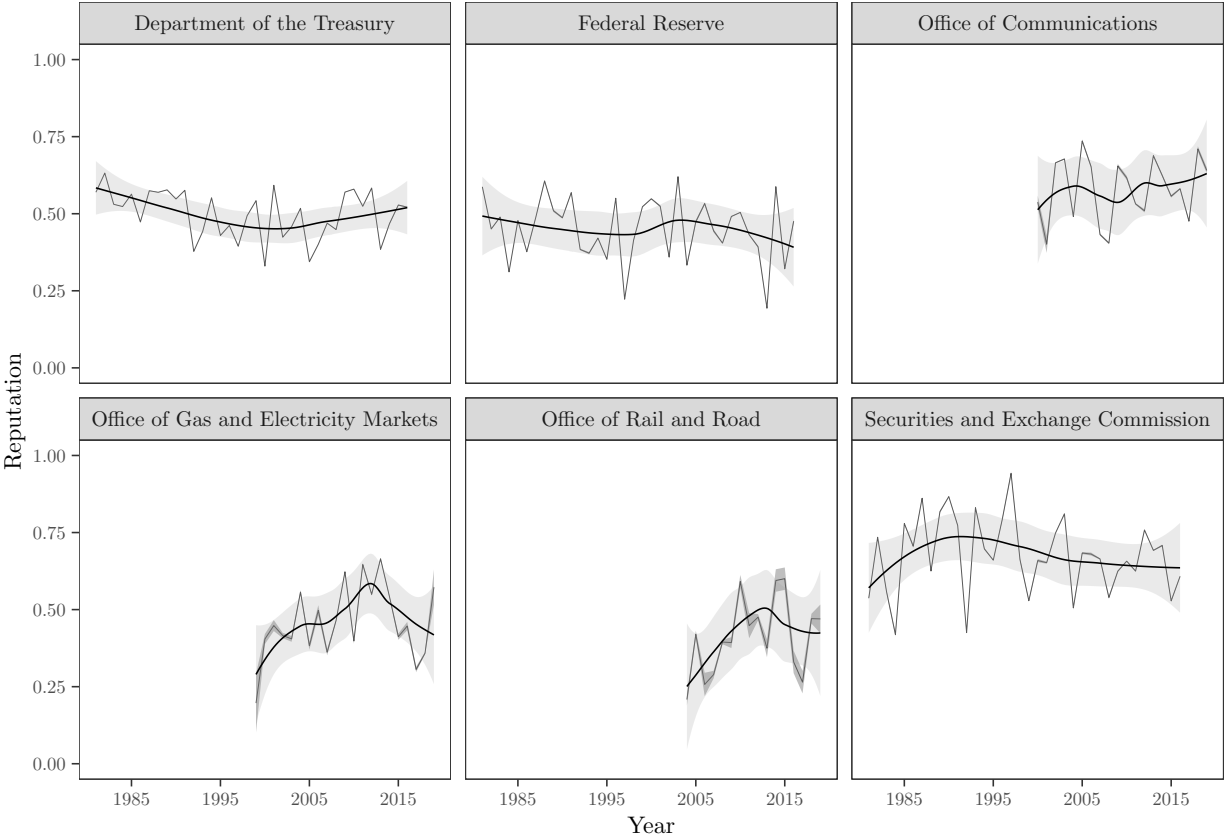 Department of the Treasury
Federal Reserve
Office of Communications
1.00
0.75
0.50
0.25
0.00
Reputation
Office of Gas and Electricity Markets
Office of Rail and Road
Securities and Exchange Commission
1.00
0.75
0.50
0.25
0.00
1985 1995 2005 2015
1985 1995 2005 2015
1985 1995 2005 2015
Year